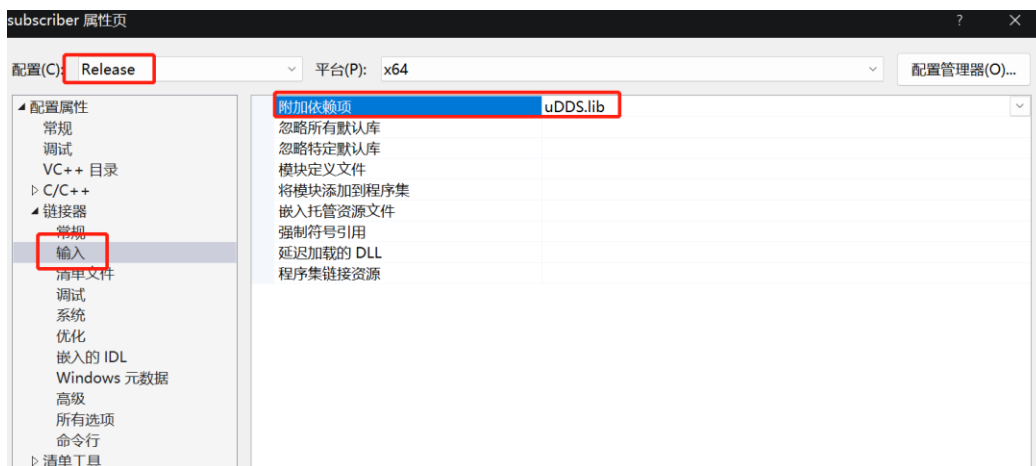 subscriber 属性页 ? ×
配置(C): Release 平台(P): x64 配置管理器(O)...
配置属性
常规
调试
VC++ 目录
C/C++
链接器
常规
输入
清单文件
调试
系统
优化
嵌入的 IDL
Windows 元数据
高级
所有选项
命令行
清单工具
附加依赖项 uDDS.lib
忽略所有默认库
忽略特定默认库
模块定义文件
将模块添加到程序集
嵌入托管资源文件
强制符号引用
延迟加载的 DLL
程序集链接资源